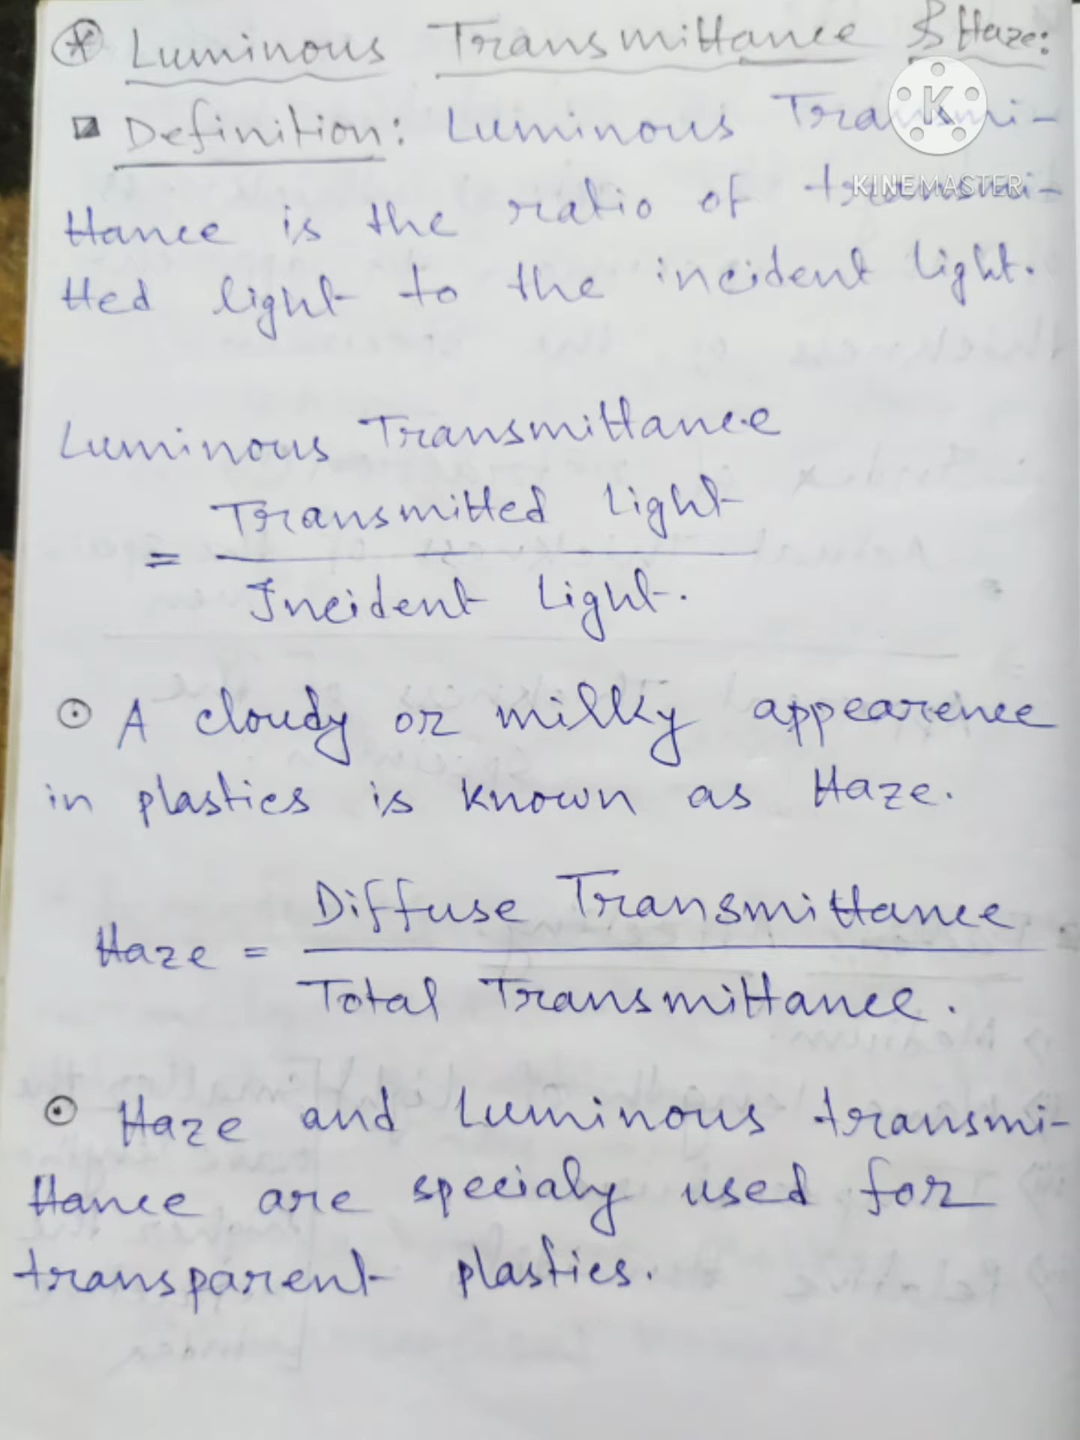 Luminous Transmittance & Haze:
Definition: Luminous Transmi-
ttance is the ratio of transmi-
tted light to the incident light.
Luminous Transmittance
= Transmitted Light
Incident Light.
A cloudy or milky appearence
in plastics is known as Haze.
Haze = Diffuse Transmittance
Total Transmittance.
Haze and Luminous transmi-
ttance are specialy used for
transparent plastics.
K
KINEMASTER